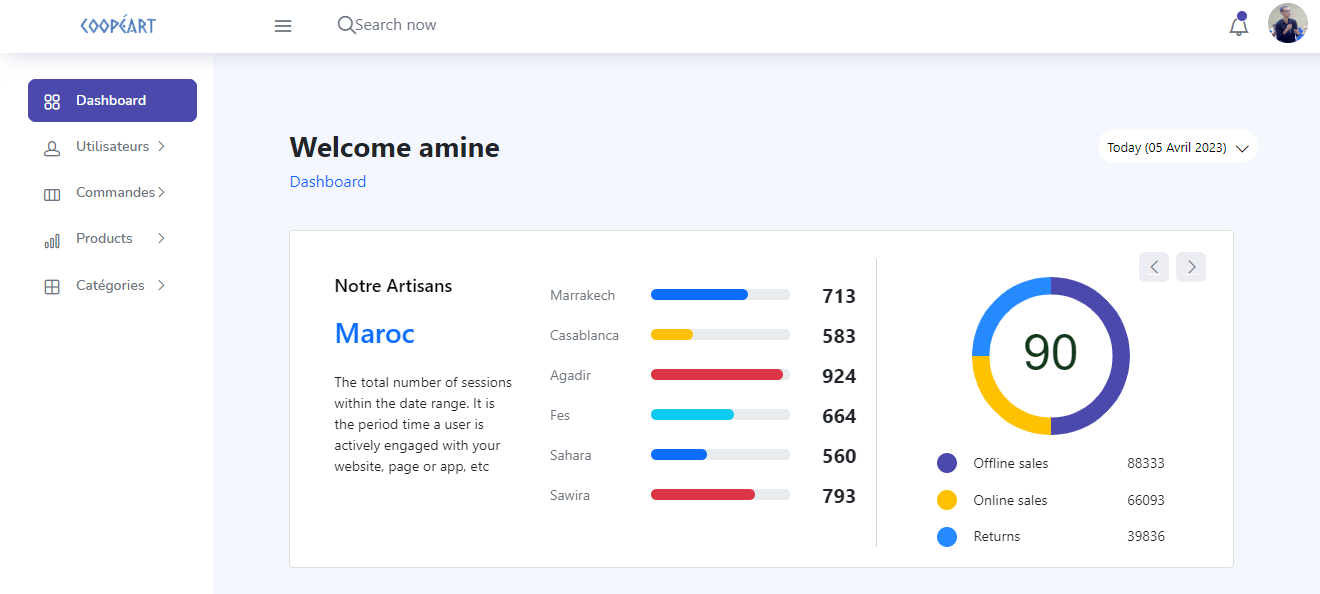 COOPÉART
Search now
Dashboard
Utilisateurs
Commandes
Products
Catégories
Welcome amine
Today (05 Avril 2023)
Dashboard
Notre Artisans
Maroc
The total number of sessions
within the date range. It is
the period time a user is
actively engaged with your
website, page or app, etc
Marrakech 713
Casablanca 583
Agadir 924
Fes 664
Sahara 560
Sawira 793
90
Offline sales 88333
Online sales 66093
Returns 39836